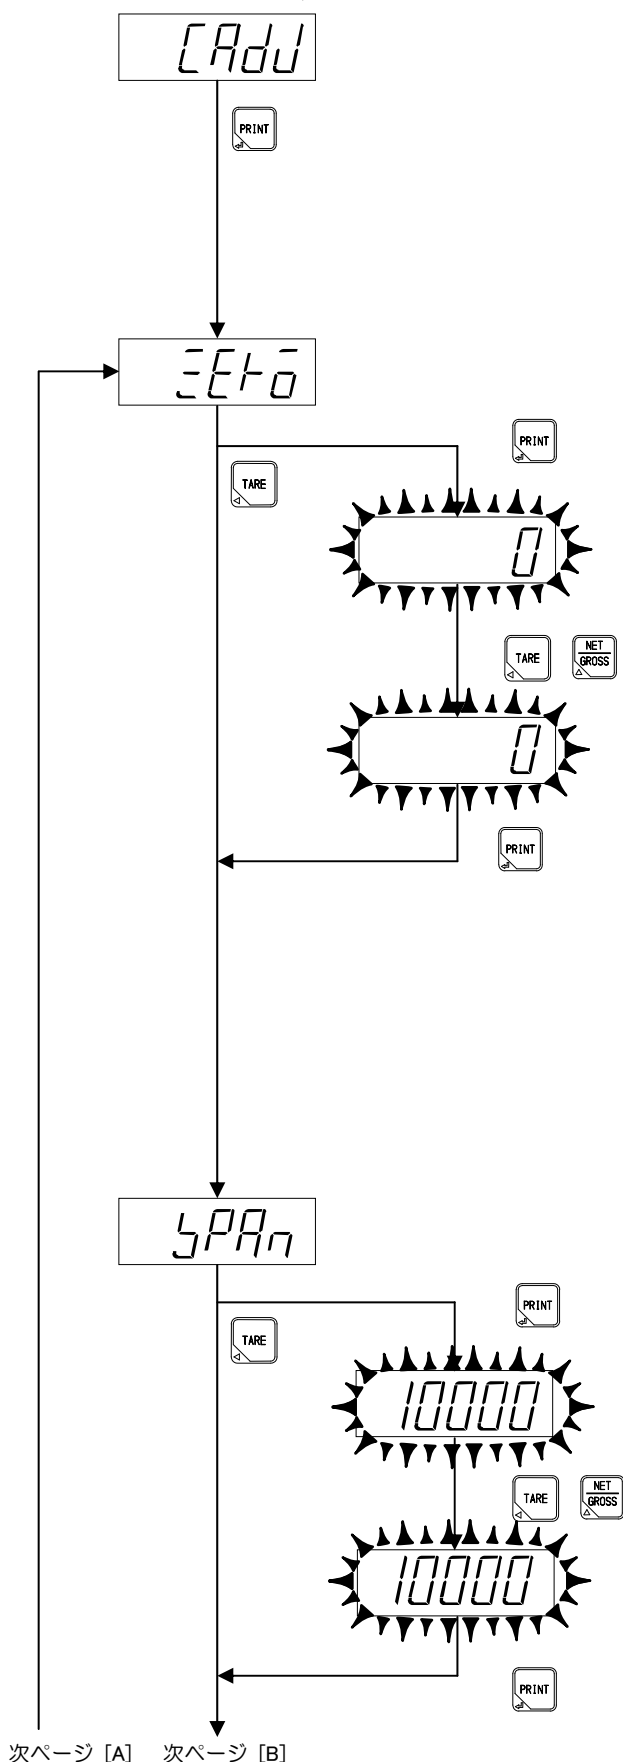 CAdJ
PRINT
ZEro
PRINT
TARE
0
TARE
NET
GROSS
0
PRINT
SPAn
PRINT
TARE
10000
TARE
NET
GROSS
10000
PRINT
次ページ [A] 次ページ [B]